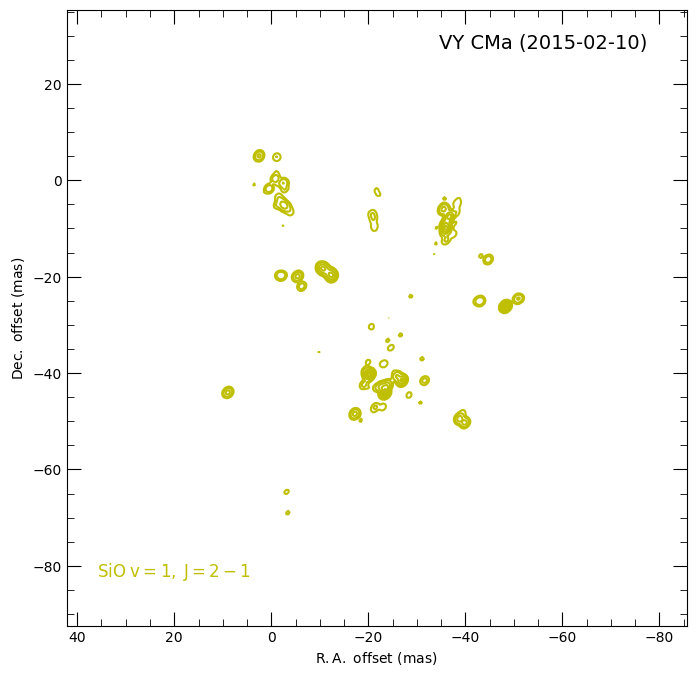 VY CMa (2015-02-10)
20
0
−20
−40
−60
−80
Dec. offset (mas)
SiO v = 1, J = 2 − 1
40 20 0 −20 −40 −60 −80
R.A. offset (mas)